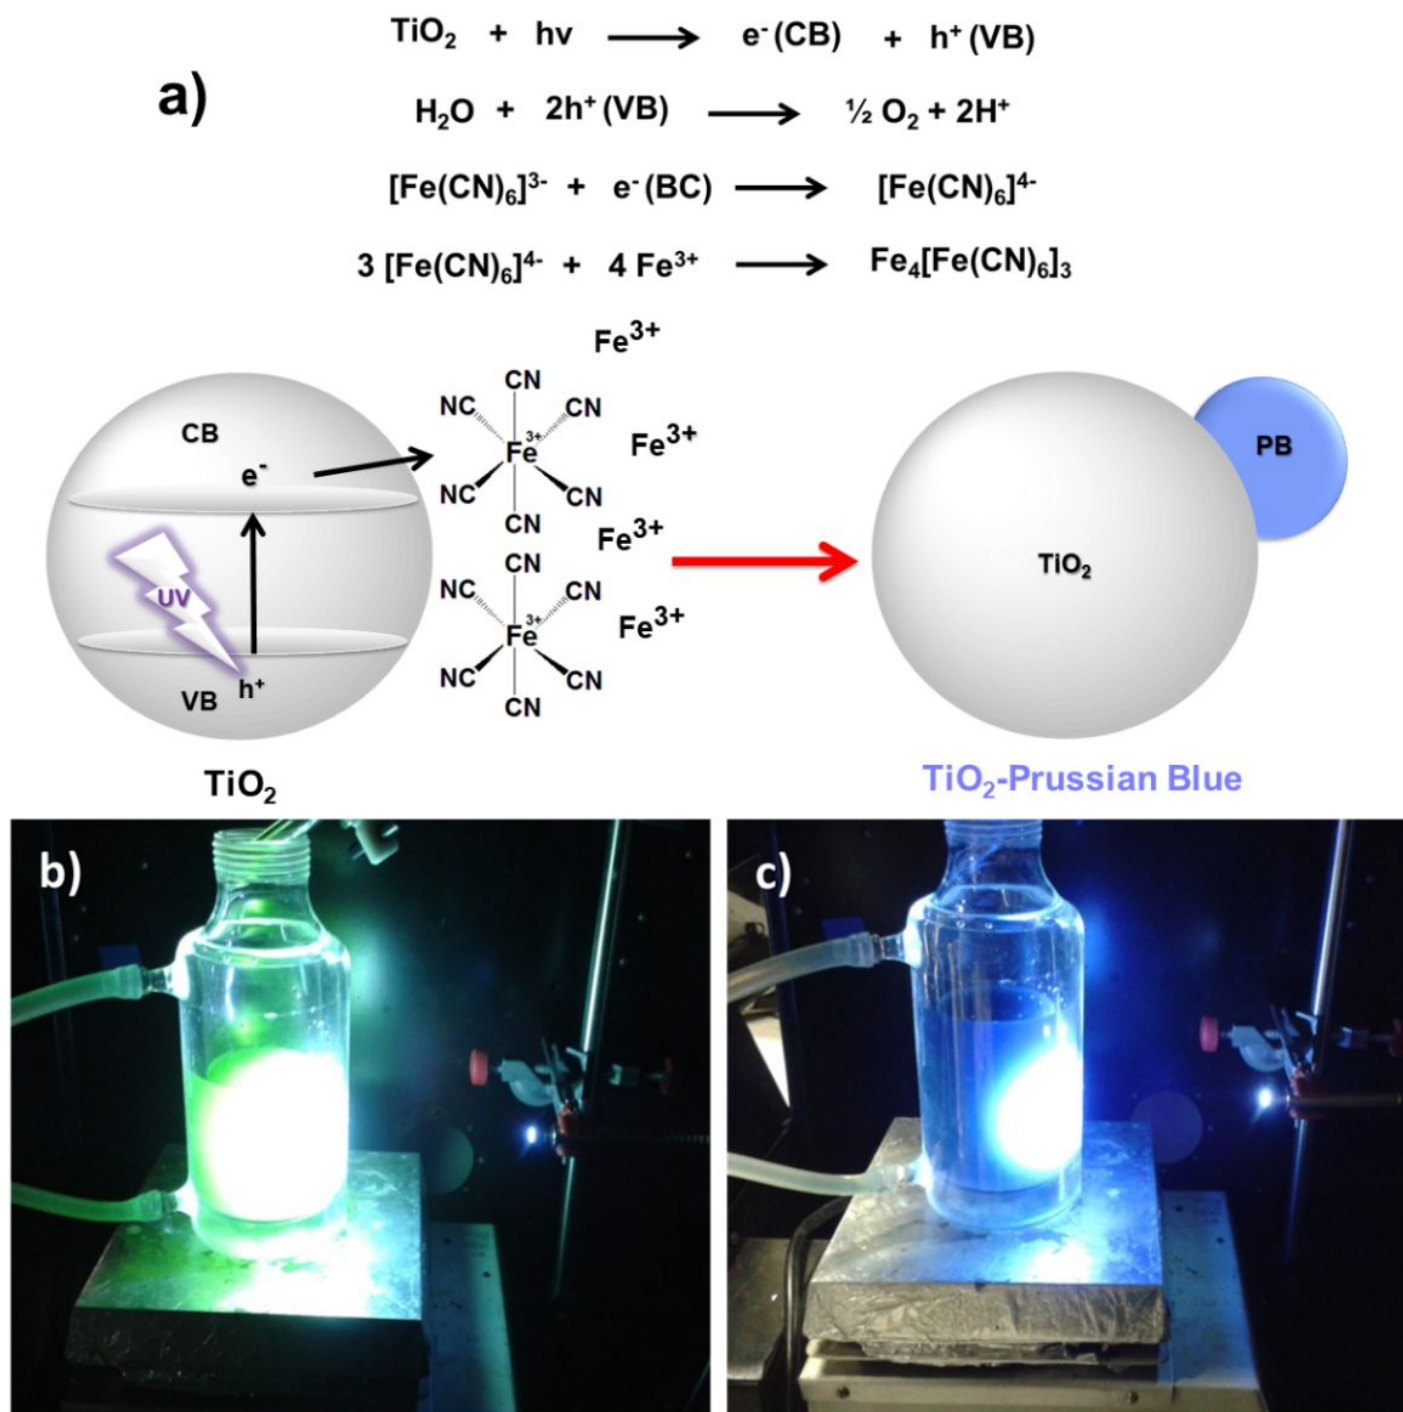 TiO₂ + hν ⟶ e⁻ (CB) + h⁺ (VB)
a)
H₂O + 2h⁺ (VB) ⟶ ½ O₂ + 2H⁺
[Fe(CN)₆]³⁻ + e⁻ (BC) ⟶ [Fe(CN)₆]⁴⁻
3 [Fe(CN)₆]⁴⁻ + 4 Fe³⁺ ⟶ Fe₄[Fe(CN)₆]₃
CB
e⁻
UV
VB
h⁺
TiO₂
CN
NC
CN
Fe
3+
NC
CN
CN
CN
NC
CN
Fe
3+
NC
CN
CN
Fe³⁺
Fe³⁺
Fe³⁺
Fe³⁺
PB
TiO₂
TiO₂-Prussian Blue
b)
c)